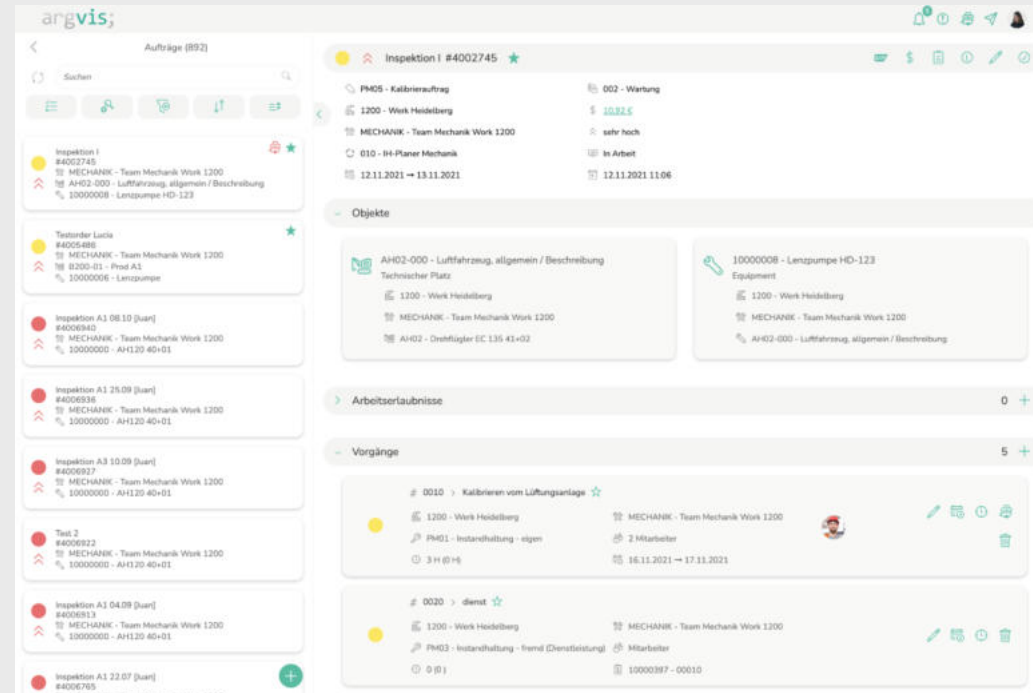 argvis;
Aufträge (892)
Suchen
Inspektion I
#4002745
MECHANIK - Team Mechanik Work 1200
AH02-000 - Luftfahrzeug, allgemein / Beschreibung
10000008 - Lenzpumpe HD-123
Testorder Lucia
#4005486
MECHANIK - Team Mechanik Work 1200
B200-01 - Prod A1
10000006 - Lenzpumpe
Inspektion A1 08.10 [Juan]
#4006940
MECHANIK - Team Mechanik Work 1200
10000000 - AH120 40+01
Inspektion A1 25.09 [Juan]
#4006936
MECHANIK - Team Mechanik Work 1200
10000000 - AH120 40+01
Inspektion A3 10.09 [Juan]
#4006927
MECHANIK - Team Mechanik Work 1200
10000000 - AH120 40+01
Test 2
#4006922
MECHANIK - Team Mechanik Work 1200
10000000 - AH120 40+01
Inspektion A1 04.09 [Juan]
#4006913
MECHANIK - Team Mechanik Work 1200
10000000 - AH120 40+01
Inspektion A1 22.07 [Juan]
#4006765
Inspektion I #4002745
PM05 - Kalibrierauftrag
002 - Wartung
1200 - Werk Heidelberg
$ 10,92 €
MECHANIK - Team Mechanik Work 1200
sehr hoch
010 - IH-Planer Mechanik
In Arbeit
12.11.2021 → 13.11.2021
12.11.2021 11:06
Objekte
AH02-000 - Luftfahrzeug, allgemein / Beschreibung
Technischer Platz
1200 - Werk Heidelberg
MECHANIK - Team Mechanik Work 1200
AH02 - Drehflügler EC 135 41+02
10000008 - Lenzpumpe HD-123
Equipment
1200 - Werk Heidelberg
MECHANIK - Team Mechanik Work 1200
AH02-000 - Luftfahrzeug, allgemein / Beschreibung
Arbeitserlaubnisse 0 +
Vorgänge 5 +
# 0010 > Kalibrieren vom Lüftungsanlage
1200 - Werk Heidelberg
MECHANIK - Team Mechanik Work 1200
PM01 - Instandhaltung - eigen
2 Mitarbeiter
3 H (0 H)
16.11.2021 → 17.11.2021
# 0020 > dienst
1200 - Werk Heidelberg
MECHANIK - Team Mechanik Work 1200
PM03 - Instandhaltung - fremd (Dienstleistung)
Mitarbeiter
0 (0 )
10000397 - 00010